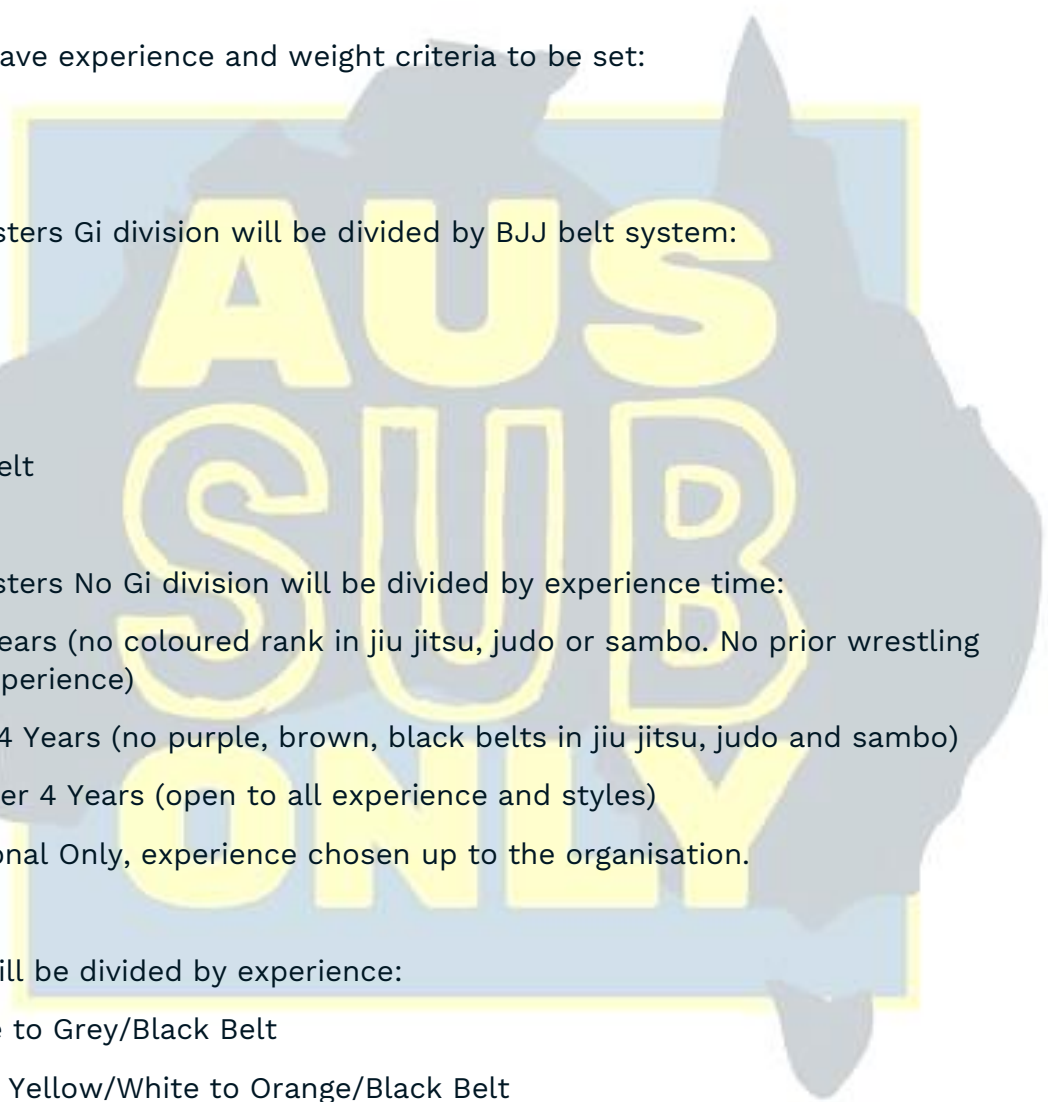 ave experience and weight criteria to be set:
sters Gi division will be divided by BJJ belt system:
AUS
elt
SUB
sters No Gi division will be divided by experience time:
ears (no coloured rank in jiu jitsu, judo or sambo. No prior wrestling
perience)
4 Years (no purple, brown, black belts in jiu jitsu, judo and sambo)
er 4 Years (open to all experience and styles)
ONLY
onal Only, experience chosen up to the organisation.
ill be divided by experience:
e to Grey/Black Belt
Yellow/White to Orange/Black Belt